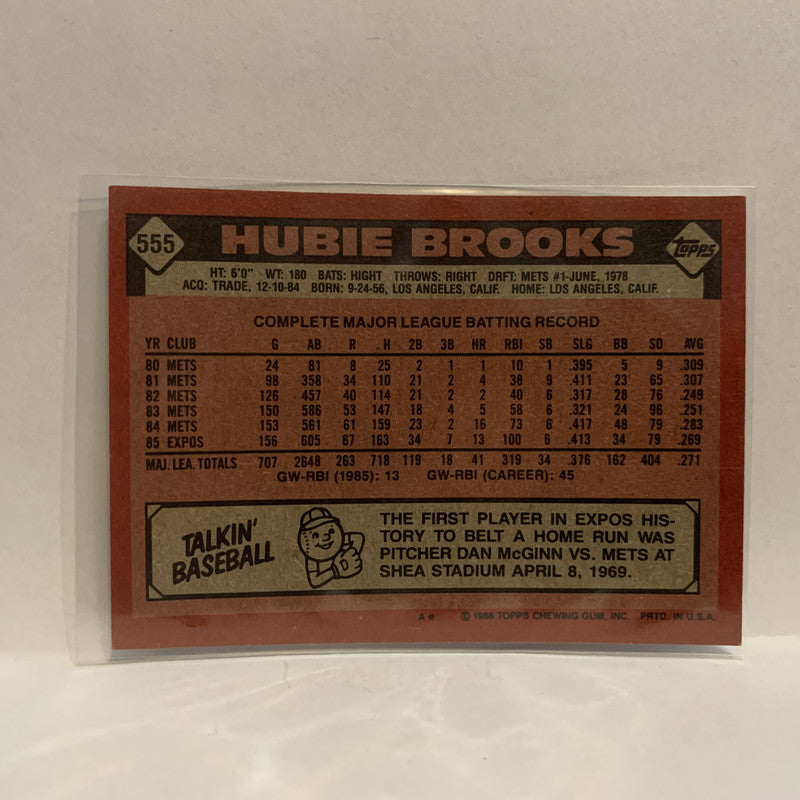 555 HUBIE BROOKS topps
HT: 6'0" WT: 180 BATS: RIGHT THROWS: RIGHT DRFT: METS #1-JUNE, 1978
ACQ: TRADE, 12-10-84 BORN: 9-24-56, LOS ANGELES, CALIF. HOME: LOS ANGELES, CALIF.
COMPLETE MAJOR LEAGUE BATTING RECORD
YR CLUB G AB R H 2B 3B HR RBI SB SLG BB SO AVG
80 METS 24 81 8 25 2 1 1 10 1 .395 5 9 .309
81 METS 98 358 34 110 21 2 4 38 9 .411 23 65 .307
82 METS 126 457 40 114 21 2 2 40 6 .317 28 76 .249
83 METS 150 586 53 147 18 4 5 58 6 .321 24 96 .251
84 METS 153 561 61 159 23 2 16 73 6 .417 48 79 .283
85 EXPOS 156 605 67 163 34 7 13 100 6 .413 34 79 .269
MAJ. LEA. TOTALS 707 2648 263 718 119 18 41 319 34 .376 162 404 .271
GW-RBI (1985): 13 GW-RBI (CAREER): 45
TALKIN'
BASEBALL
THE FIRST PLAYER IN EXPOS HIS-
TORY TO BELT A HOME RUN WAS
PITCHER DAN McGINN VS. METS AT
SHEA STADIUM APRIL 8, 1969.
A* © 1986 TOPPS CHEWING GUM, INC. PRTD. IN U.S.A.